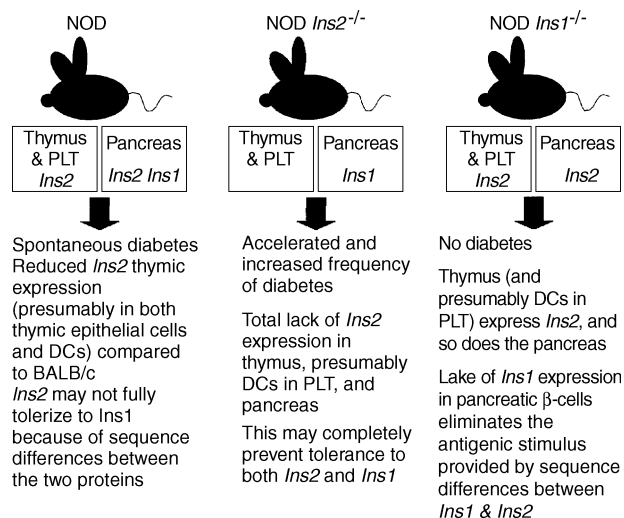 NOD
Thymus
& PLT
Ins2
Pancreas
Ins2 Ins1
Spontaneous diabetes
Reduced Ins2 thymic
expression
(presumably in both
thymic epithelial cells
and DCs) compared
to BALB/c
Ins2 may not fully
tolerize to Ins1
because of sequence
differences between
the two proteins
NOD Ins2-/-
Thymus
& PLT
Pancreas
Ins1
Accelerated and
increased frequency
of diabetes
Total lack of Ins2
expression in
thymus, presumably
DCs in PLT, and
pancreas
This may completely
prevent tolerance to
both Ins2 and Ins1
NOD Ins1-/-
Thymus
& PLT
Ins2
Pancreas
Ins2
No diabetes
Thymus (and
presumably DCs in
PLT) express Ins2, and
so does the pancreas
Lake of Ins1 expression
in pancreatic β-cells
eliminates the
antigenic stimulus
provided by sequence
differences between
Ins1 & Ins2